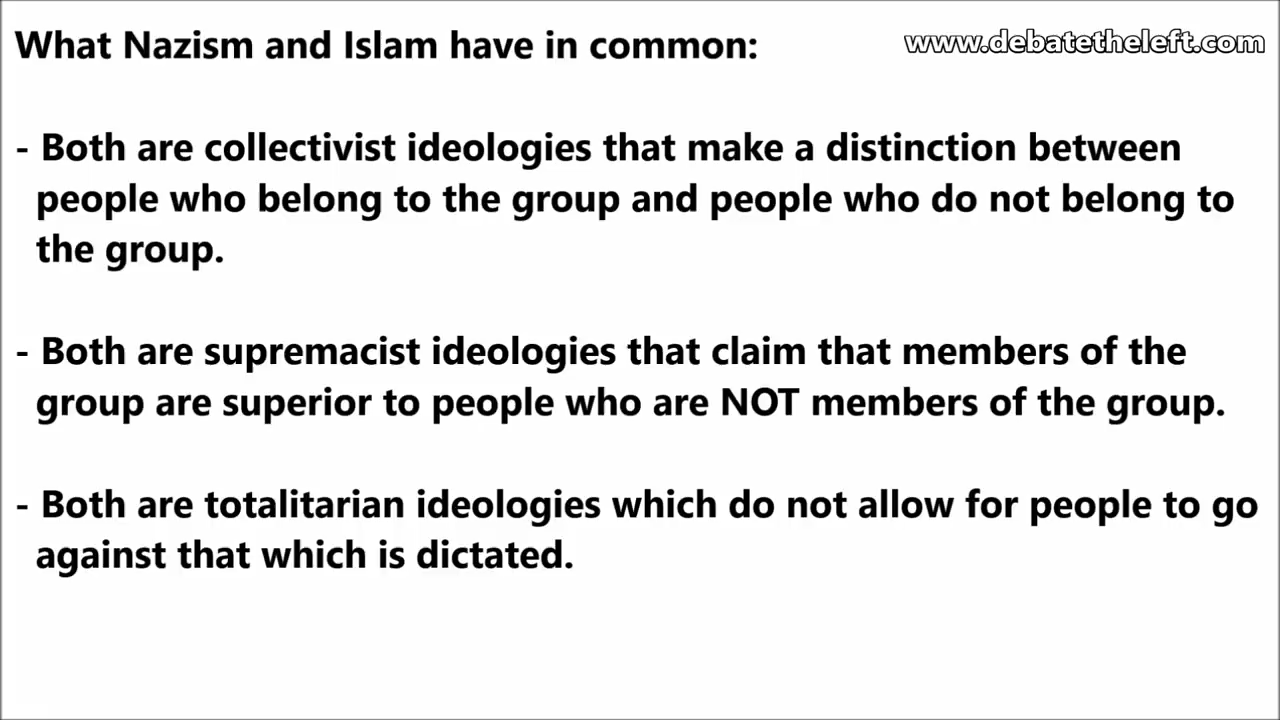 What Nazism and Islam have in common:
www.debatetheleft.com
- Both are collectivist ideologies that make a distinction between
people who belong to the group and people who do not belong to
the group.
- Both are supremacist ideologies that claim that members of the
group are superior to people who are NOT members of the group.
- Both are totalitarian ideologies which do not allow for people to go
against that which is dictated.